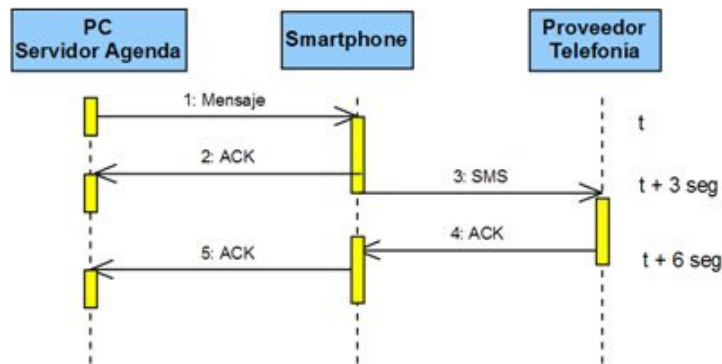 PC
Servidor Agenda
Smartphone
Proveedor
Telefonia
1: Mensaje
t
2: ACK
3: SMS
t + 3 seg
4: ACK
5: ACK
t + 6 seg